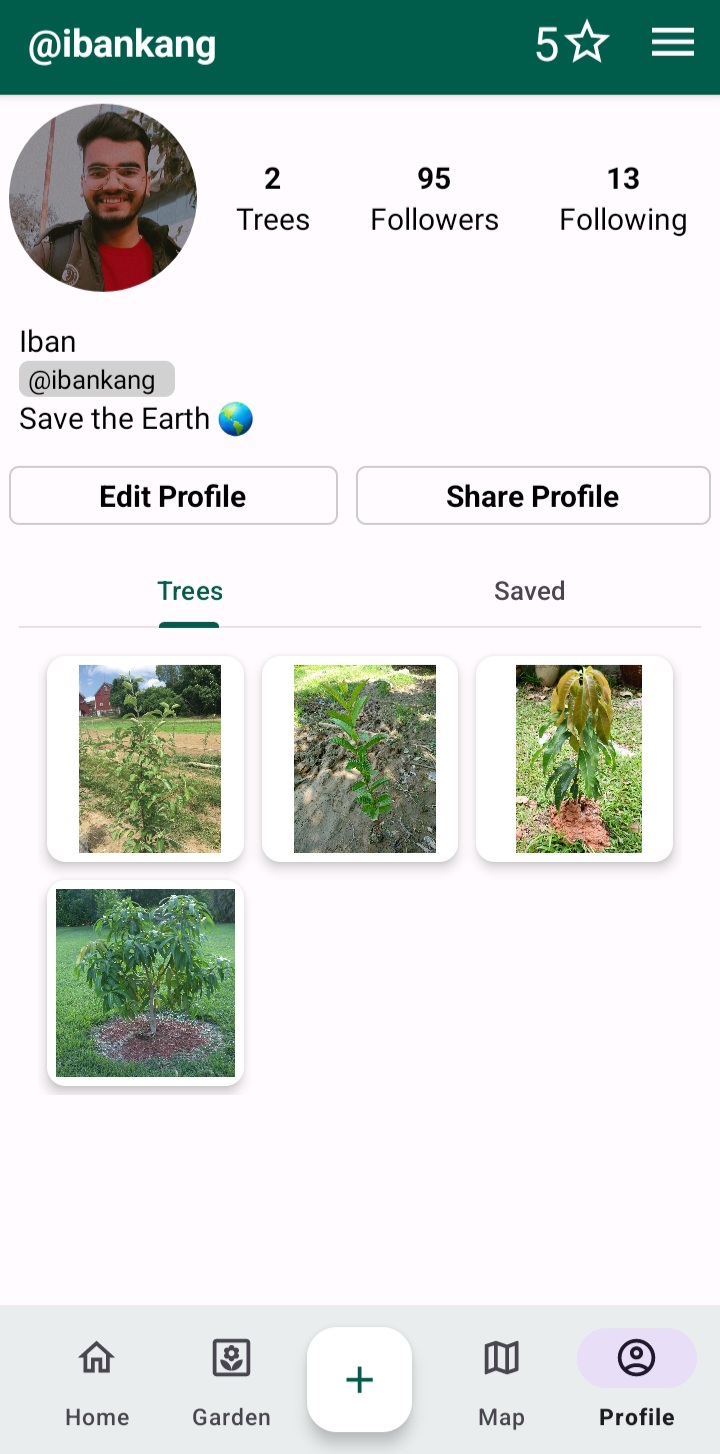 @ibankang 5
2 95 13
Trees Followers Following
Iban
@ibankang
Save the Earth 🌎
Edit Profile Share Profile
Trees Saved
Home Garden + Map Profile